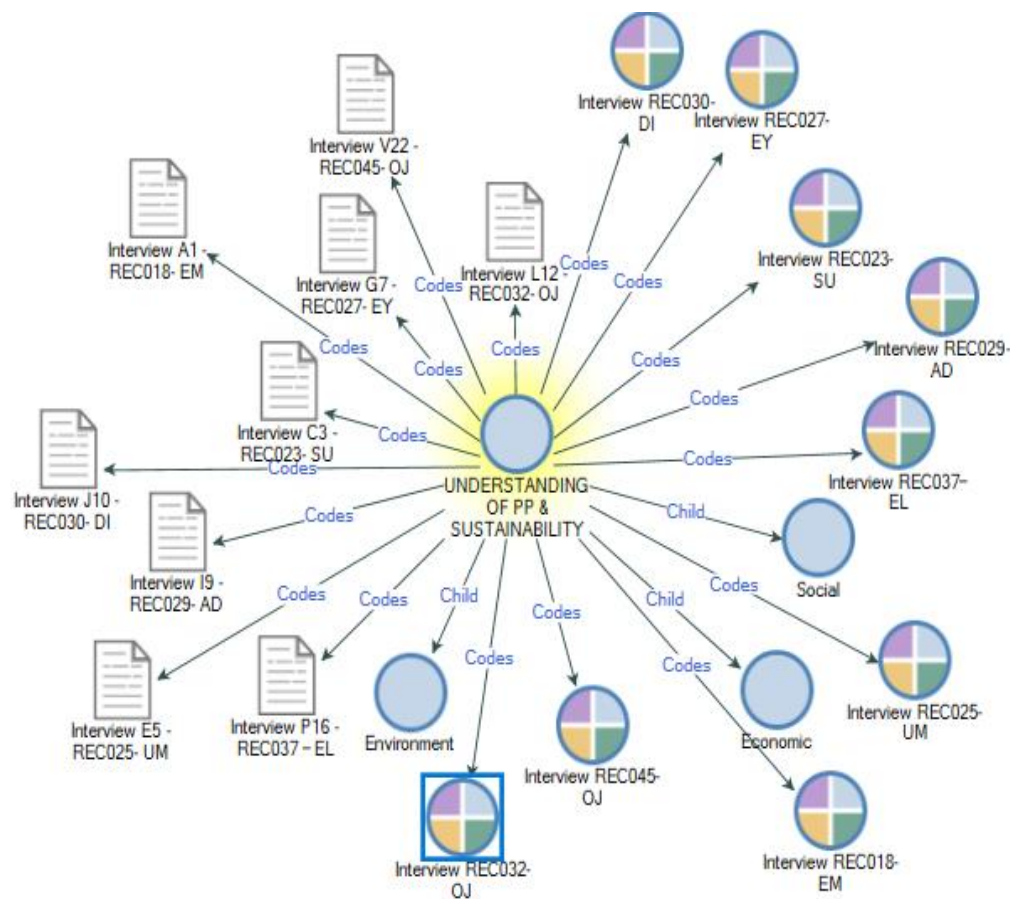 Interview REC030-
DI
Interview REC027-
EY
Interview V22 -
REC045- OJ
Interview A1 -
REC018- EM
Interview G7 -
REC027- EY
Interview L12 -
REC032- OJ
Interview REC023-
SU
Interview REC029-
AD
Codes
Codes
Codes
Codes
Codes
Codes
Codes
Codes
Interview C3 -
REC023- SU
Codes
Codes
Interview J10 -
REC030- DI
Codes
Codes
Interview REC037–
EL
UNDERSTANDING
OF PP &
SUSTAINABILITY
Child
Social
Codes
Interview I9 -
REC029- AD
Codes
Codes
Child
Codes
Child
Codes
Codes
Codes
Interview E5 -
REC025- UM
Interview P16 -
REC037 – EL
Environment
Economic
Interview REC025-
UM
Interview REC045-
OJ
Interview REC032-
OJ
Interview REC018-
EM